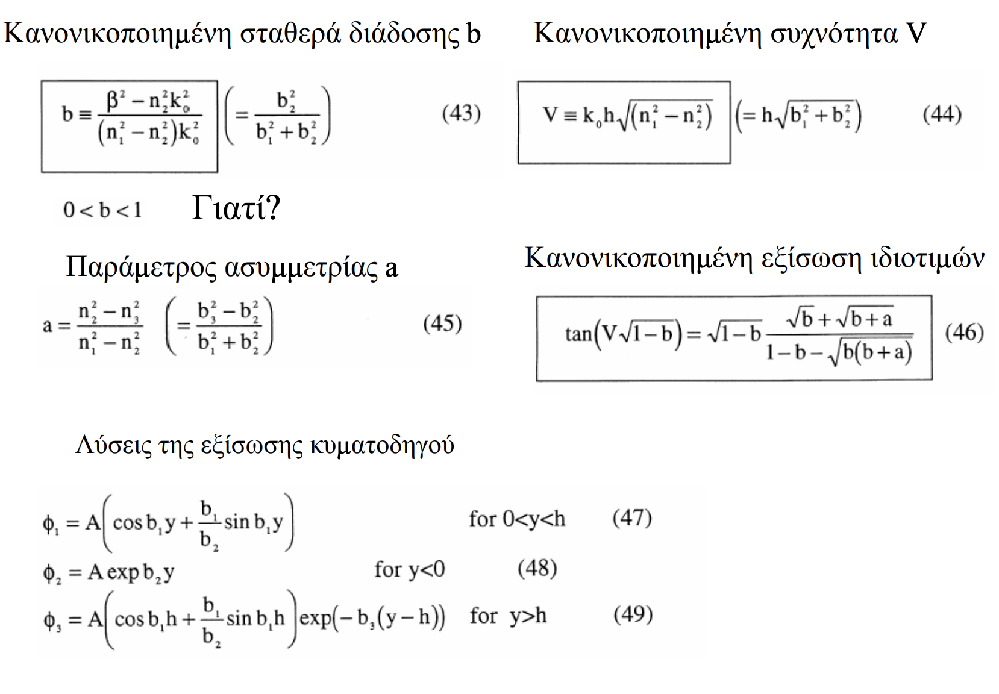 Κανονικοποιημένη σταθερά διάδοσης b
b ≡ (β² − n₂²k₀²) / ((n₁² − n₂²)k₀²) (= b₂² / (b₁² + b₂²)) (43)
0 < b < 1 Γιατί?
Κανονικοποιημένη συχνότητα V
V ≡ k₀h√(n₁² − n₂²) (= h√(b₁² + b₂²)) (44)
Παράμετρος ασυμμετρίας a
a = (n₂² − n₃²) / (n₁² − n₂²) (= (b₃² − b₂²) / (b₁² + b₂²)) (45)
Κανονικοποιημένη εξίσωση ιδιοτιμών
tan(V√(1 − b)) = √(1 − b) (√b + √(b + a)) / (1 − b − √(b(b + a))) (46)
Λύσεις της εξίσωσης κυματοδηγού
ϕ₁ = A(cos b₁y + b₁/b₂ sin b₁y) for 0<y<h (47)
ϕ₂ = A exp b₂y for y<0 (48)
ϕ₃ = A(cos b₁h + b₁/b₂ sin b₁h) exp(− b₃(y − h)) for y>h (49)